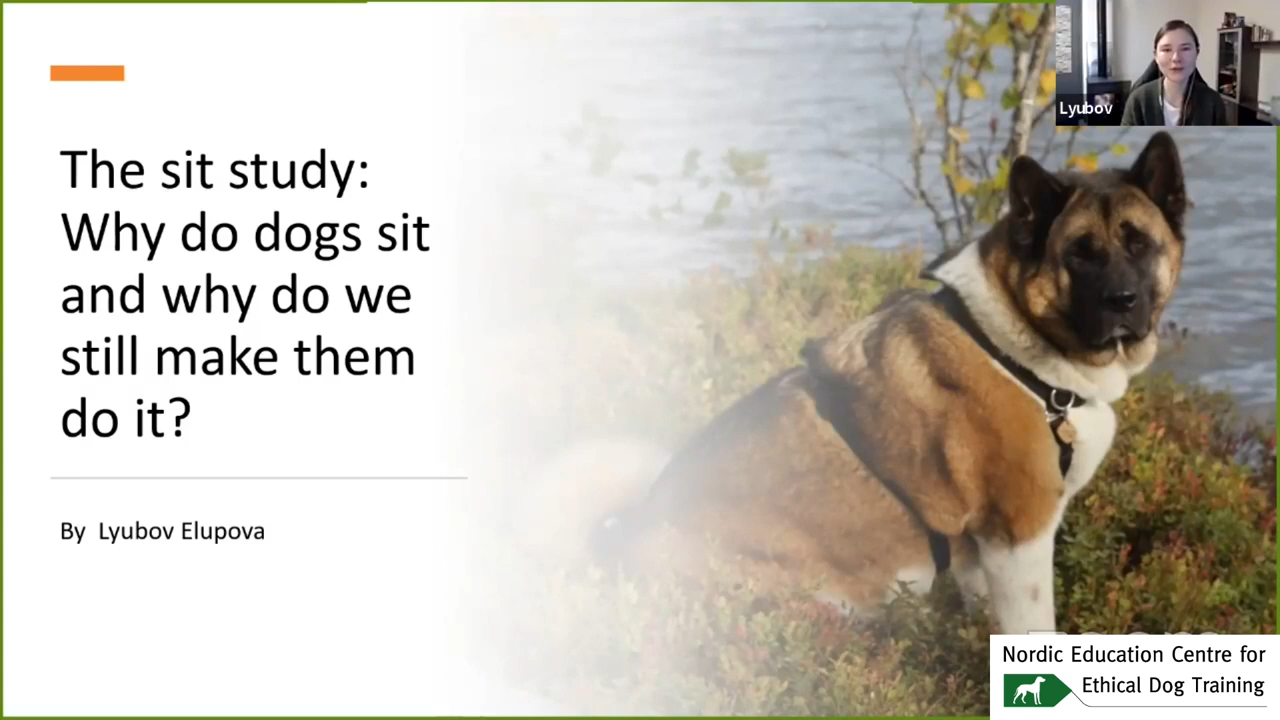 Lyubov
The sit study:
Why do dogs sit
and why do we
still make them
do it?
By Lyubov Elupova
Nordic Education Centre for
Ethical Dog Training